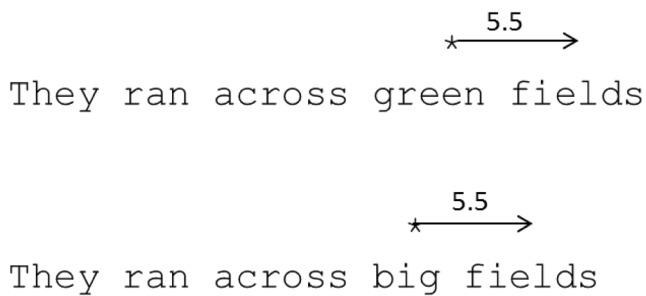 5.5
They ran across green fields
5.5
They ran across big fields